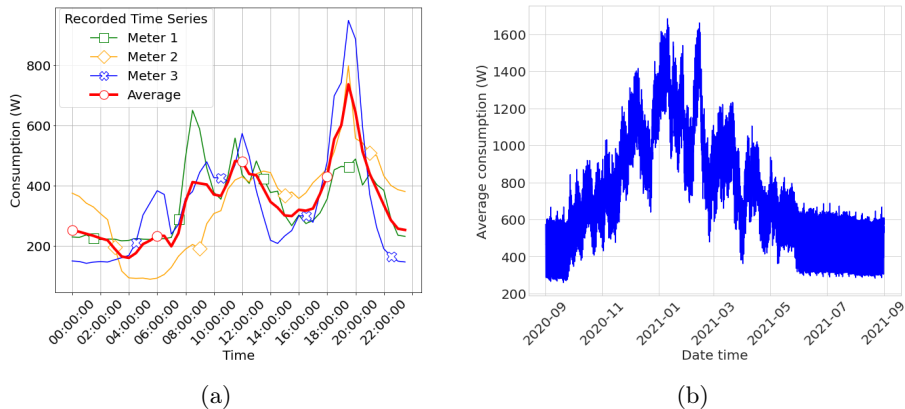 Recorded Time Series
Meter 1
Meter 2
Meter 3
Average
Consumption (W)
800
600
400
200
00:00:00
02:00:00
04:00:00
06:00:00
08:00:00
10:00:00
12:00:00
14:00:00
16:00:00
18:00:00
20:00:00
22:00:00
Time
(a)
Average consumption (W)
1600
1400
1200
1000
800
600
400
200
2020-09
2020-11
2021-01
2021-03
2021-05
2021-07
2021-09
Date time
(b)